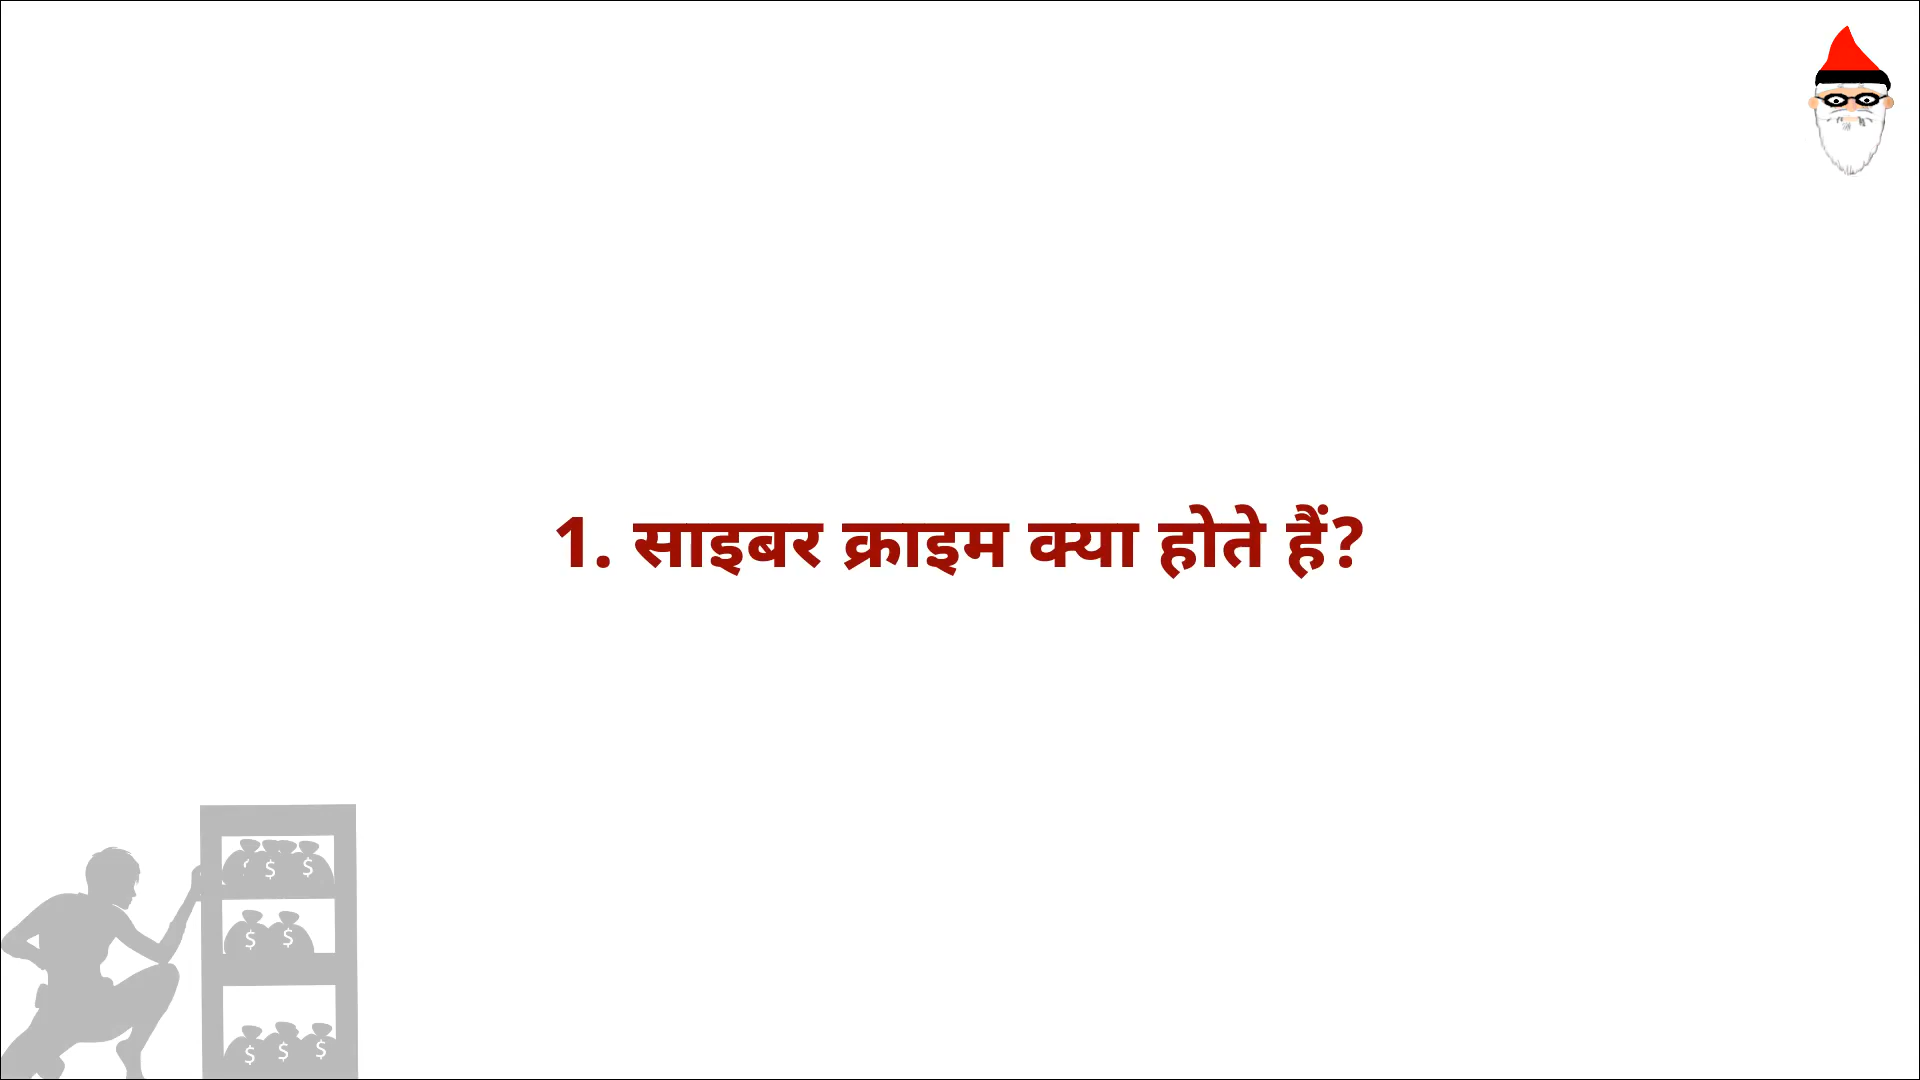 1. साइबर क्राइम क्या होते हैं?
$ $
$ $
$ $ $